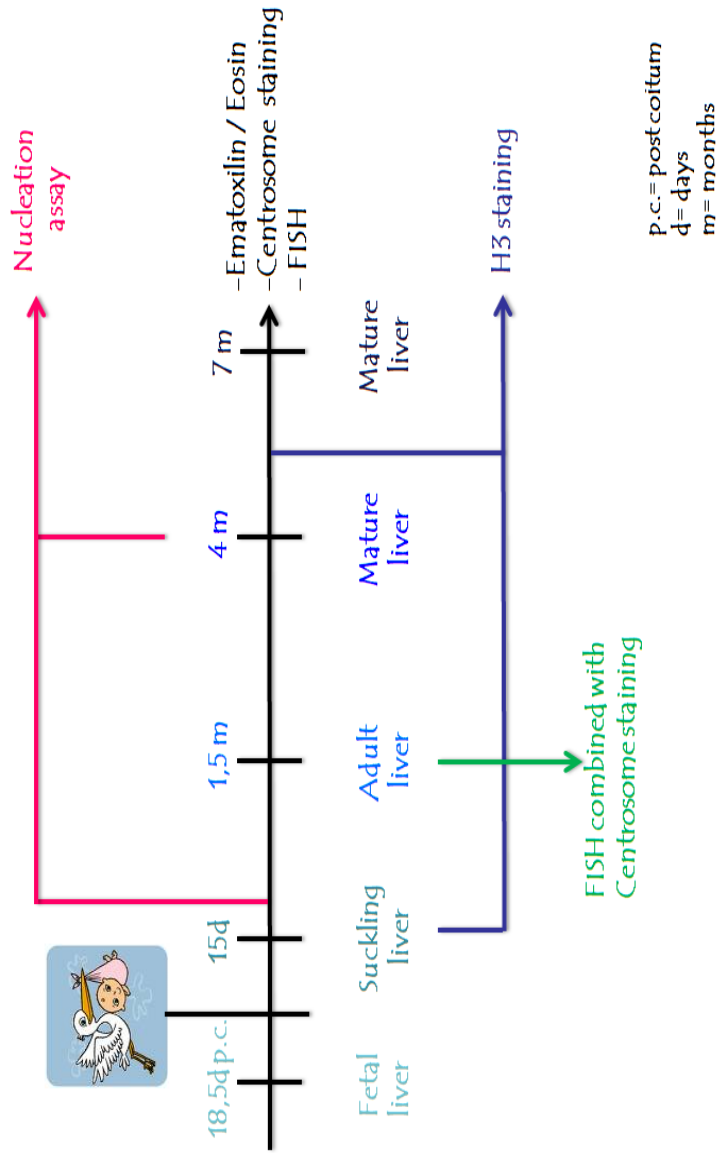 Nucleation
assay
18,5d p.c.
15d
1,5 m
4 m
7 m
–Ematoxilin / Eosin
–Centrosome staining
– FISH
Fetal
liver
Suckling
liver
Adult
liver
Mature
liver
Mature
liver
H3 staining
FISH combined with
Centrosome staining
p.c.= post coitum
d= days
m= months